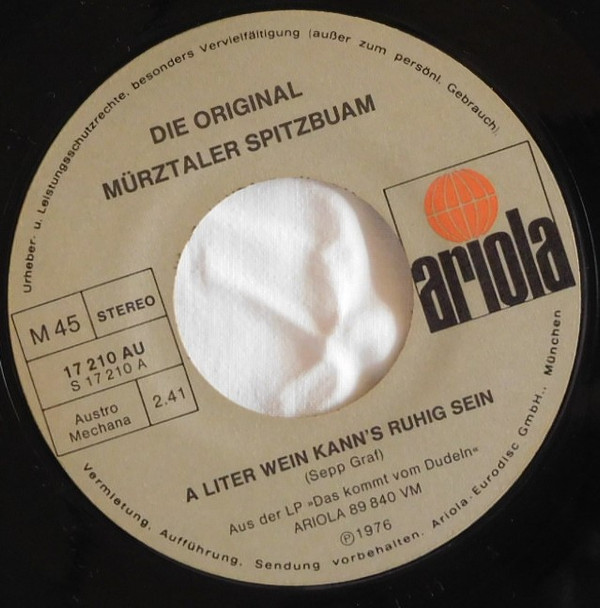 Urheber- u. Leistungsschutzrechte, besonders Vervielfältigung (außer zum persönl. Gebrauch),
DIE ORIGINAL
MÜRZTALER SPITZBUAM
ariola
M 45
STEREO
17 210 AU
S 17 210 A
Austro
Mechana
2.41
A LITER WEIN KANN'S RUHIG SEIN
(Sepp Graf)
Aus der LP »Das kommt vom Dudeln«
ARIOLA 89 840 VM
Ⓟ 1976
Vermietung, Aufführung, Sendung vorbehalten. Ariola-Eurodisc GmbH., München